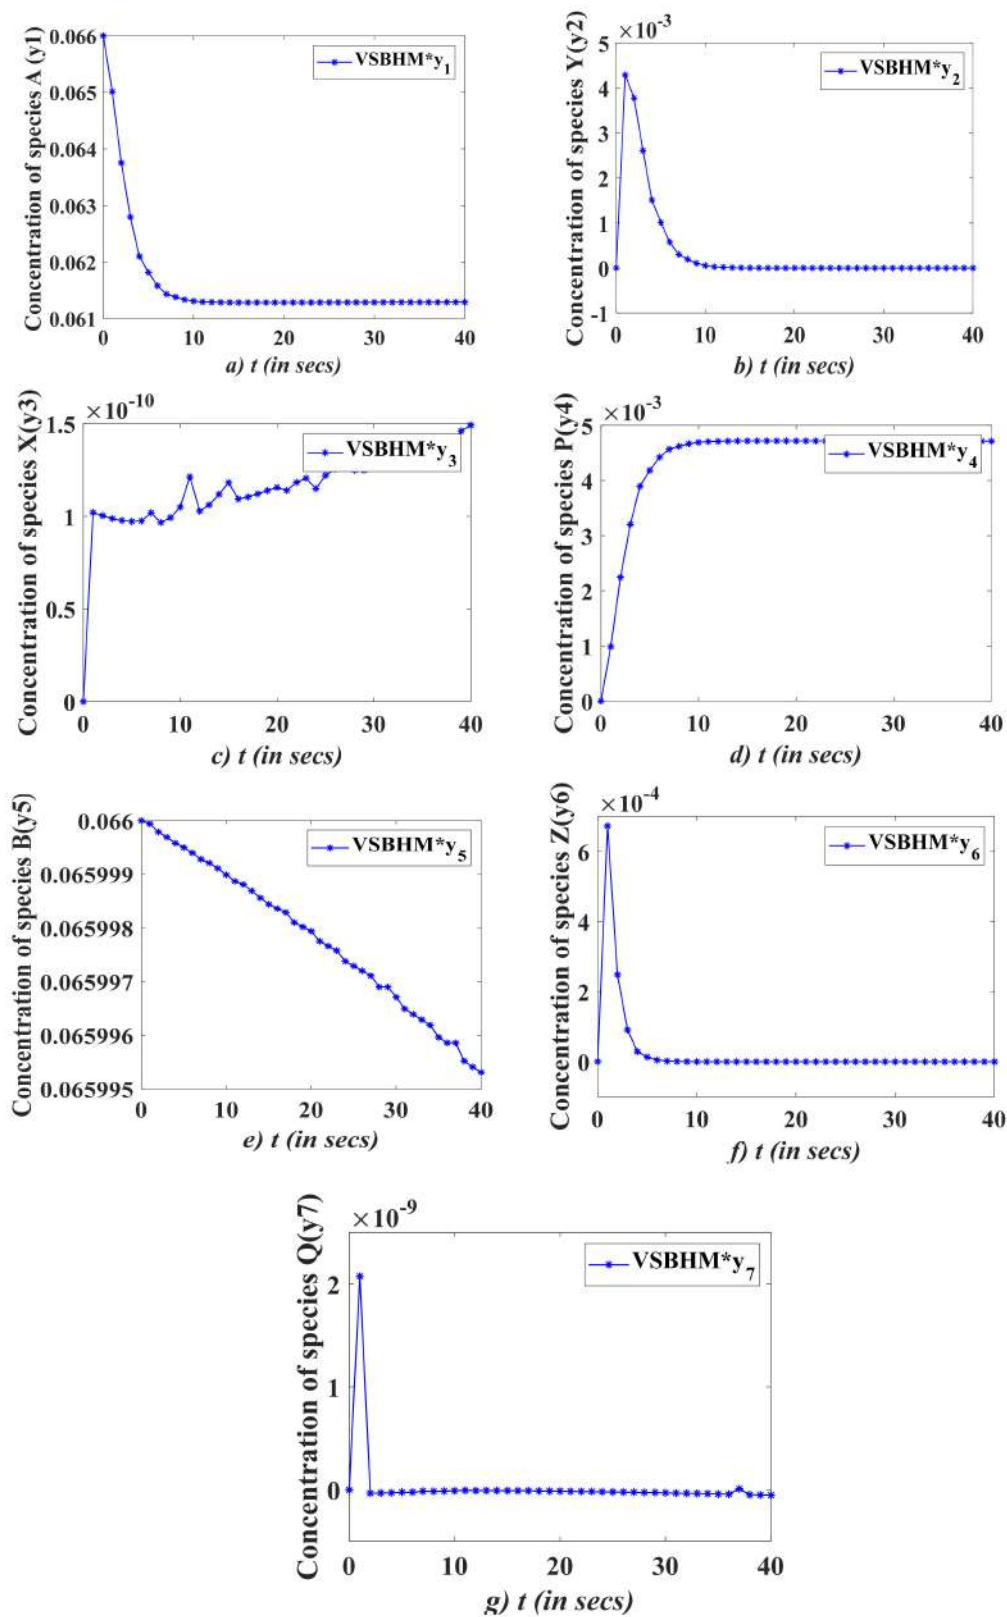 Concentration of species A (y1)
0.066
0.065
0.064
0.063
0.062
0.061
VSBHM*y1
0 10 20 30 40
a) t (in secs)
Concentration of species Y(y2)
×10-3
5
4
3
2
1
0
-1
VSBHM*y2
0 10 20 30 40
b) t (in secs)
Concentration of species X(y3)
×10-10
1.5
1
0.5
0
VSBHM*y3
0 10 20 30 40
c) t (in secs)
Concentration of species P(y4)
×10-3
5
4
3
2
1
0
VSBHM*y4
0 10 20 30 40
d) t (in secs)
Concentration of species B(y5)
0.066
0.065999
0.065998
0.065997
0.065996
0.065995
VSBHM*y5
0 10 20 30 40
e) t (in secs)
Concentration of species Z(y6)
×10-4
6
4
2
0
VSBHM*y6
0 10 20 30 40
f) t (in secs)
Concentration of species Q(y7)
×10-9
2
1
0
VSBHM*y7
0 10 20 30 40
g) t (in secs)